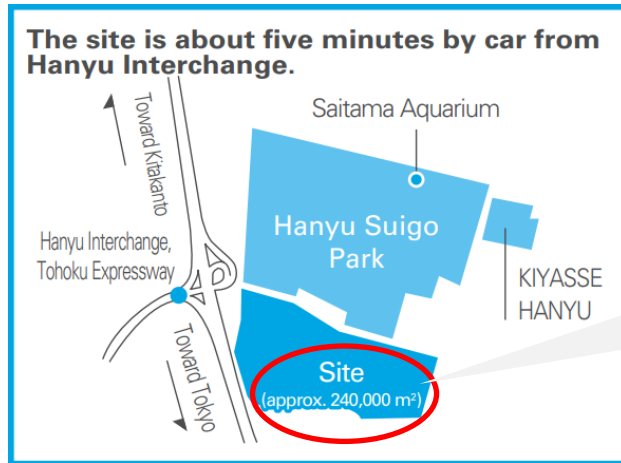 The site is about five minutes by car from
Hanyu Interchange.
Toward Kitakanto
Saitama Aquarium
Hanyu Suigo
Park
Hanyu Interchange,
Tohoku Expressway
KIYASSE
HANYU
Toward Tokyo
Site
(approx. 240,000 m²)